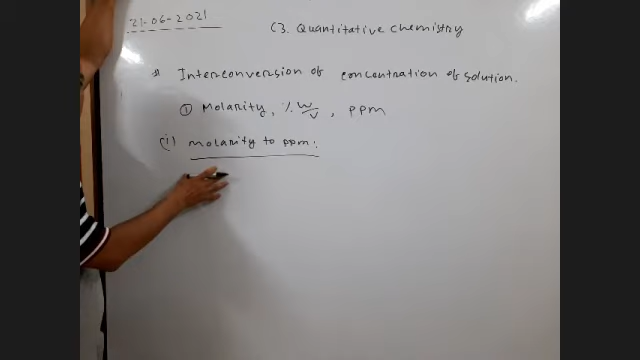 21-06-2021
C3. Quantitative Chemistry
* Interconversion of concentration of solution.
① Molarity, % w/v, ppm
(i) Molarity to ppm: